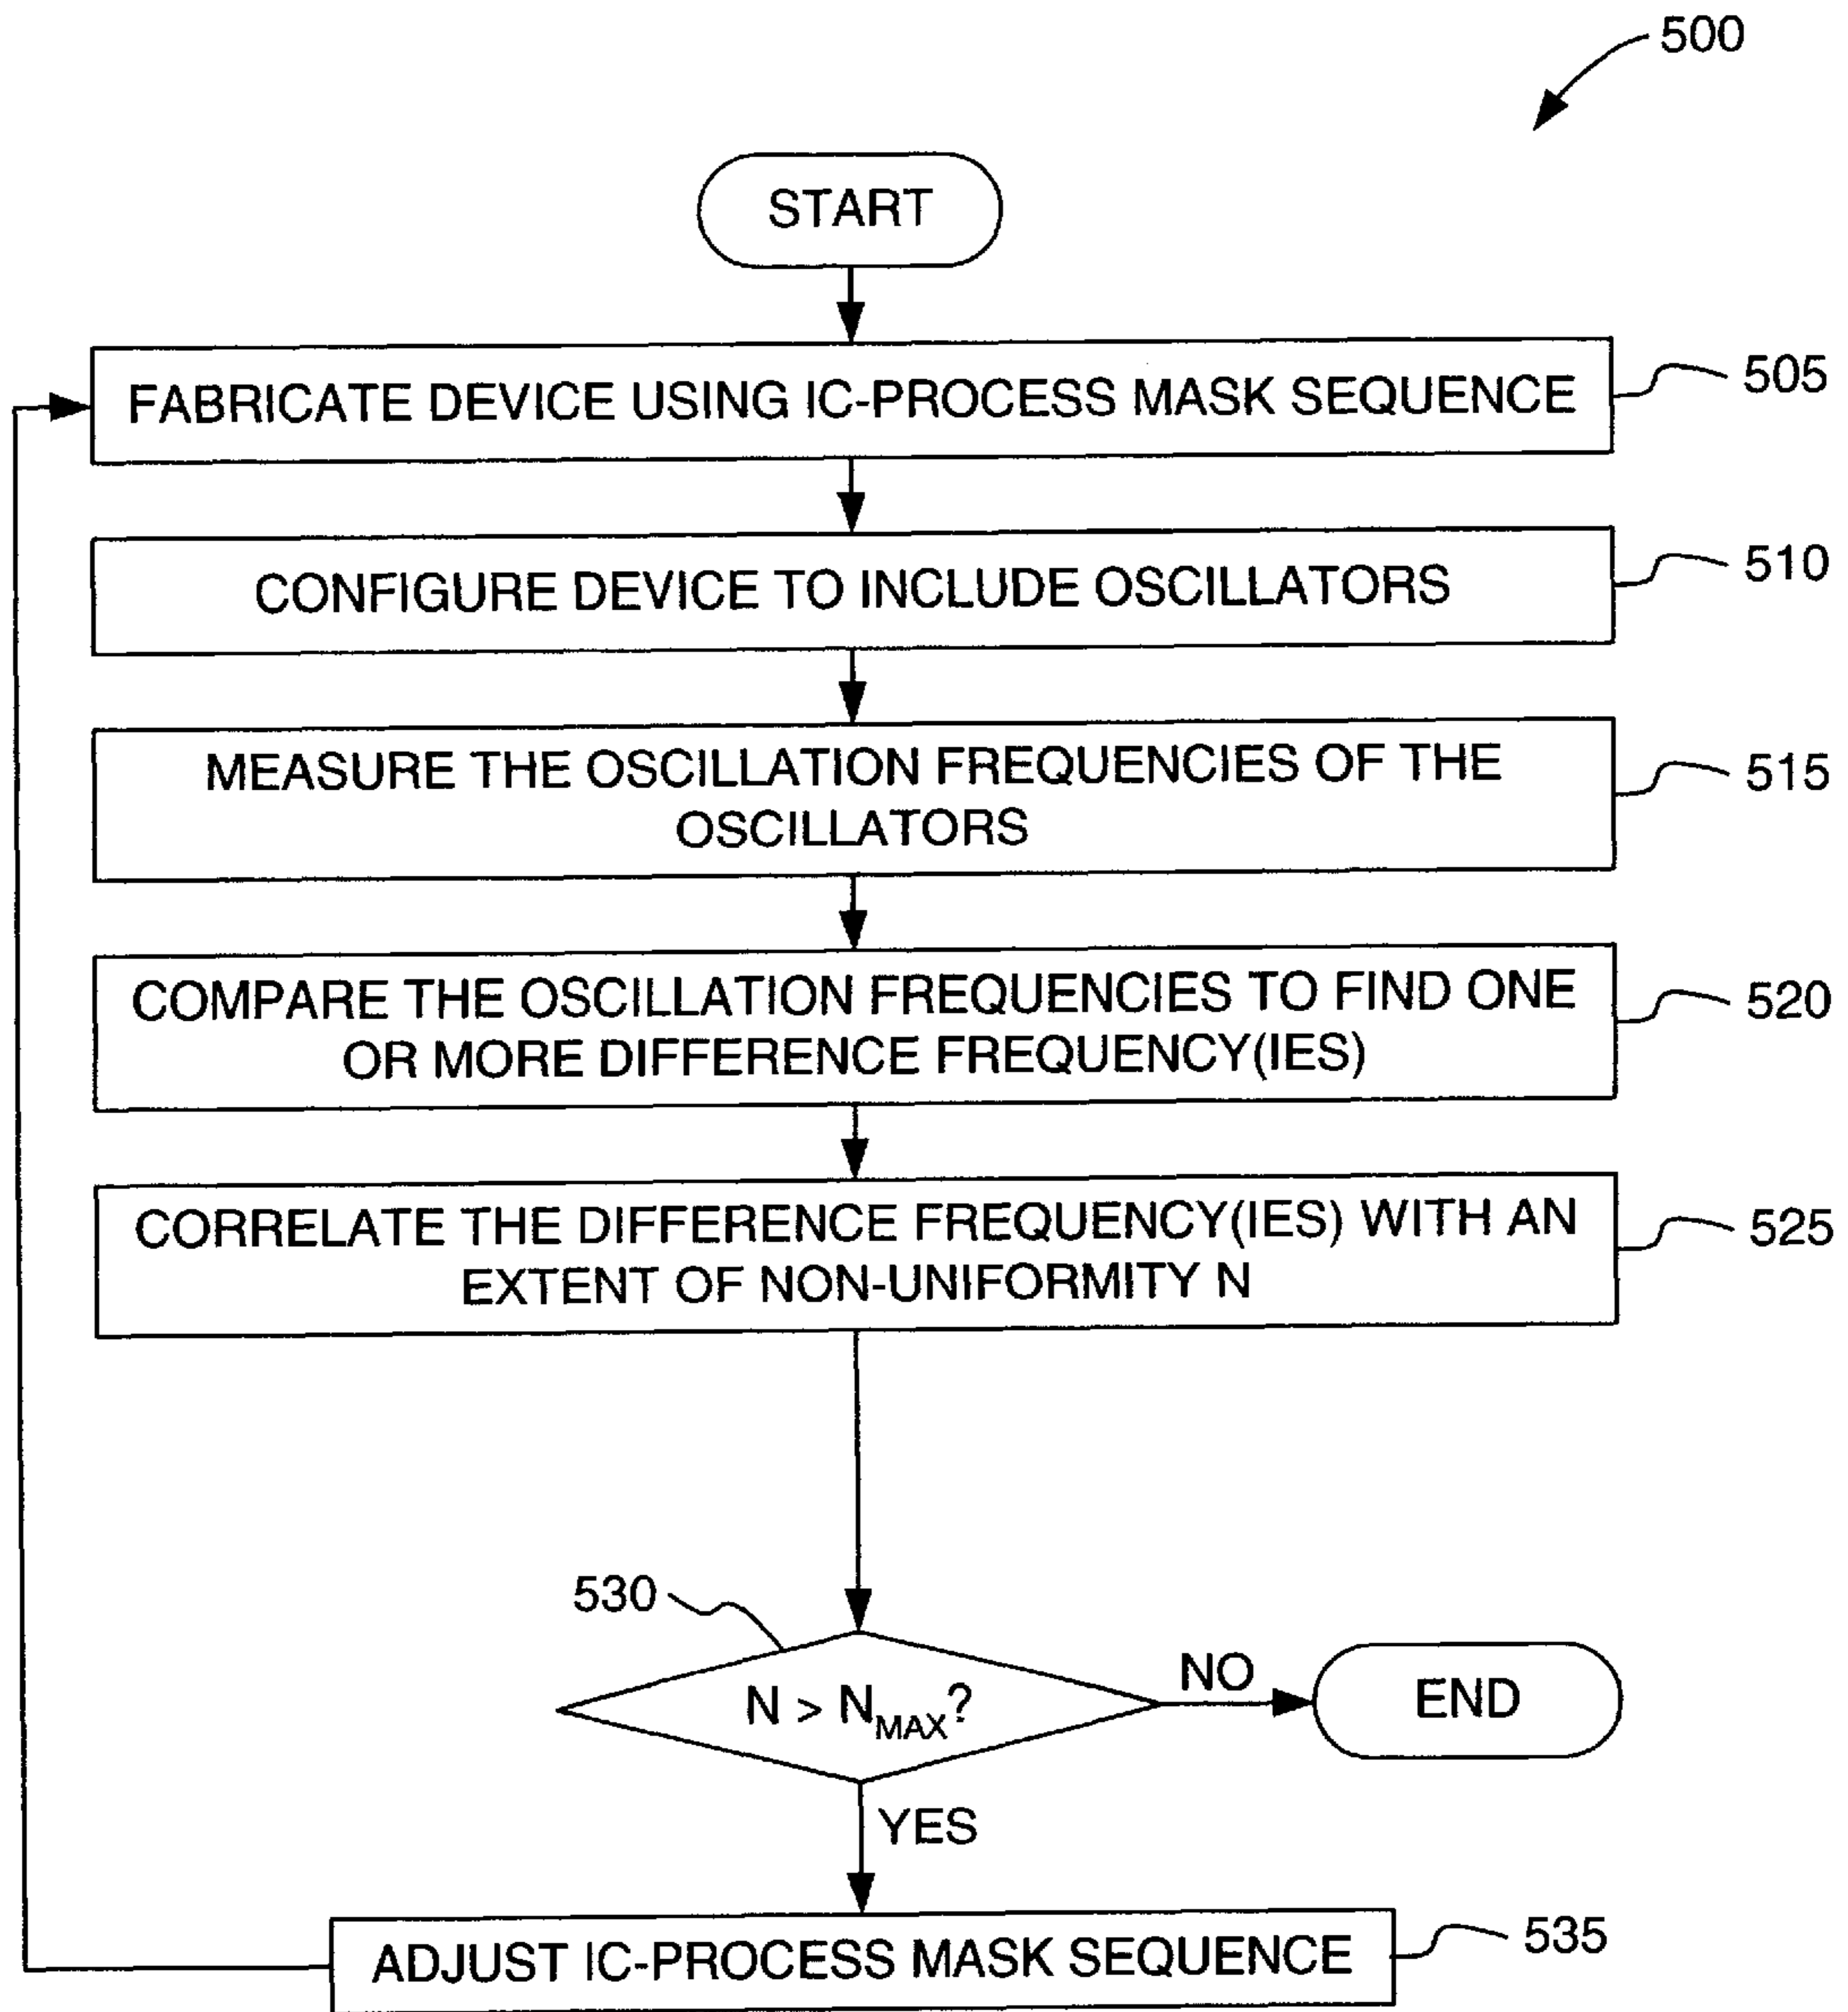 500
START
FABRICATE DEVICE USING IC-PROCESS MASK SEQUENCE
505
CONFIGURE DEVICE TO INCLUDE OSCILLATORS
510
MEASURE THE OSCILLATION FREQUENCIES OF THE
OSCILLATORS
515
COMPARE THE OSCILLATION FREQUENCIES TO FIND ONE
OR MORE DIFFERENCE FREQUENCY(IES)
520
CORRELATE THE DIFFERENCE FREQUENCY(IES) WITH AN
EXTENT OF NON-UNIFORMITY N
525
530
N > NMAX?
NO
END
YES
ADJUST IC-PROCESS MASK SEQUENCE
535